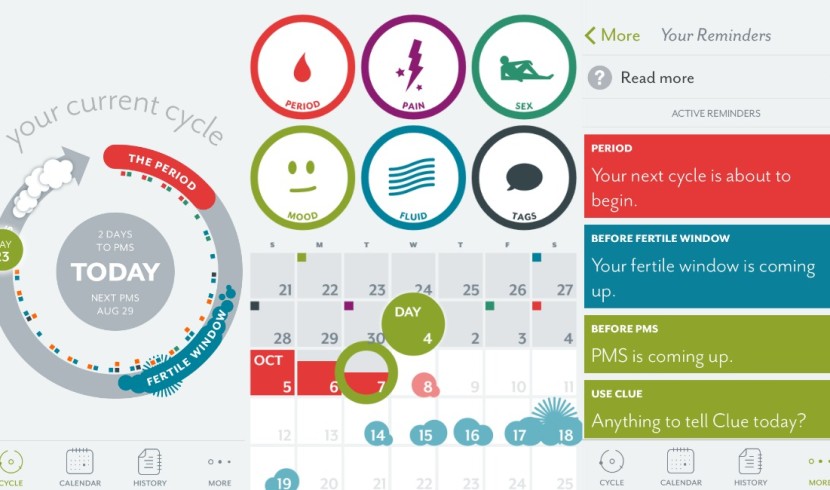 your current cycle
THE PERIOD
2 DAYS
TO PMS
TODAY
NEXT PMS
AUG 29
FERTILE WINDOW
AY
23
CYCLE
CALENDAR
HISTORY
MORE
PERIOD
PAIN
SEX
MOOD
FLUID
TAGS
S M T W T F S
21 22 23 24 25 26 27
28 29 30 DAY 4 2 3 4
OCT
5 6 7 8 9 10 11
12 13 14 15 16 17 18
19 20 21 22 23 24 25
More
Your Reminders
?
Read more
ACTIVE REMINDERS
PERIOD
Your next cycle is about to
begin.
BEFORE FERTILE WINDOW
Your fertile window is coming
up.
BEFORE PMS
PMS is coming up.
USE CLUE
Anything to tell Clue today?
CYCLE
CALENDAR
HISTORY
MORE